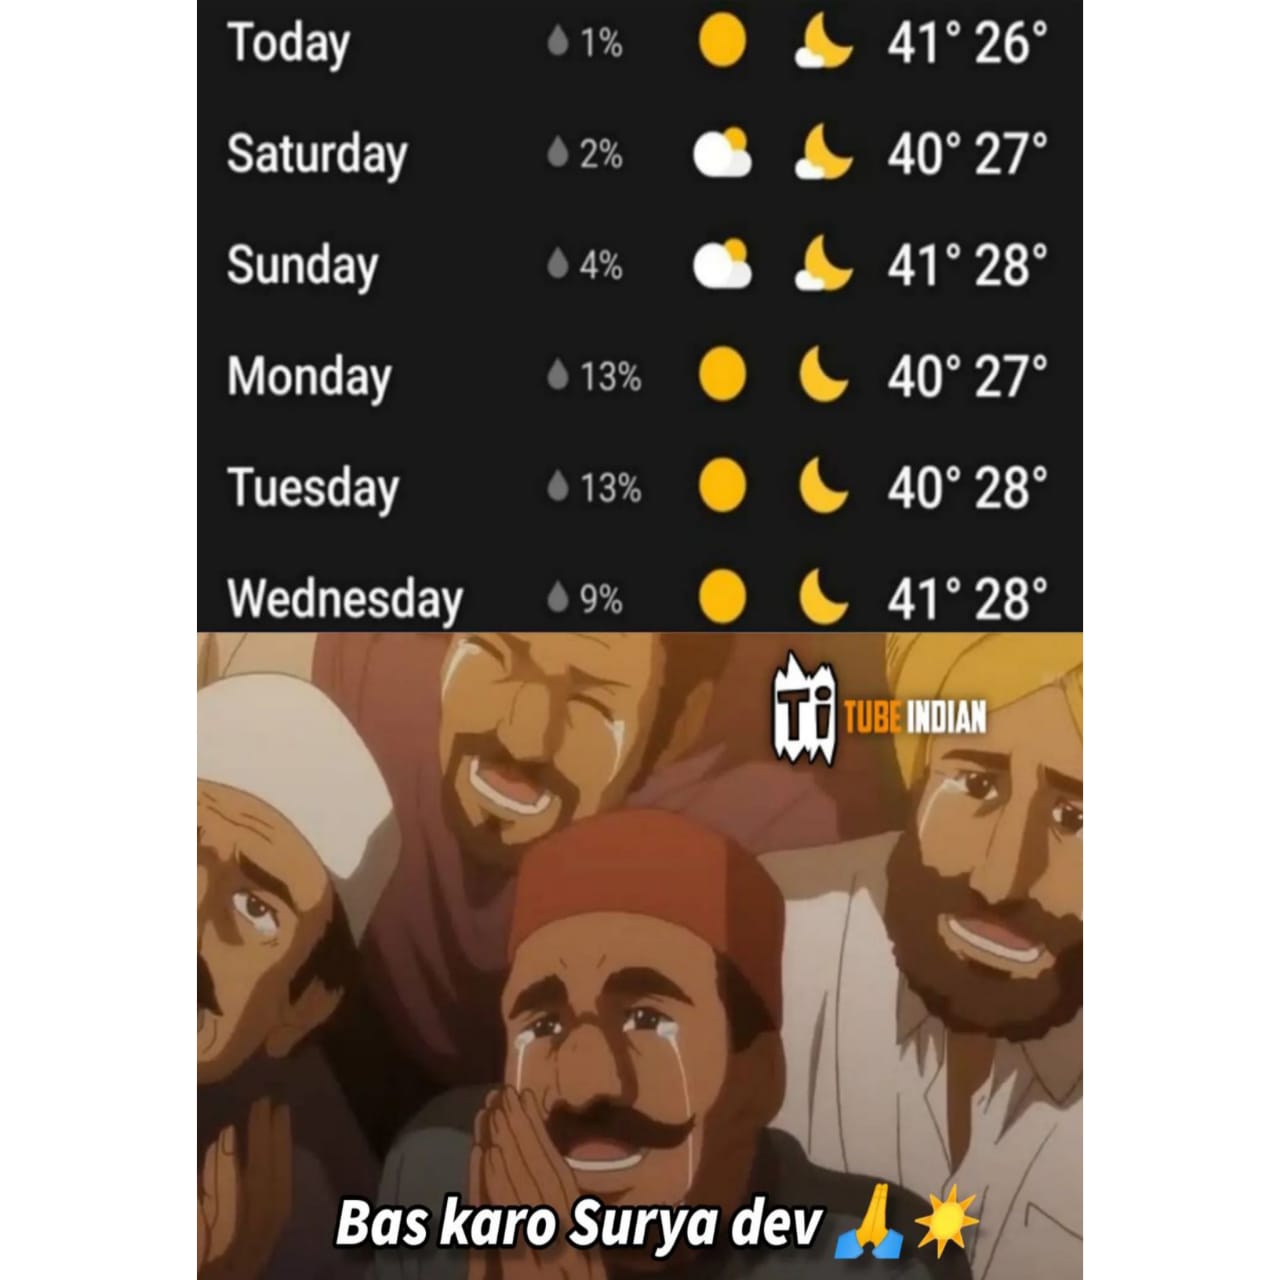 Today 1% 41° 26°
Saturday 2% 40° 27°
Sunday 4% 41° 28°
Monday 13% 40° 27°
Tuesday 13% 40° 28°
Wednesday 9% 41° 28°
Ti TUBE INDIAN
Bas karo Surya dev 🙏☀️